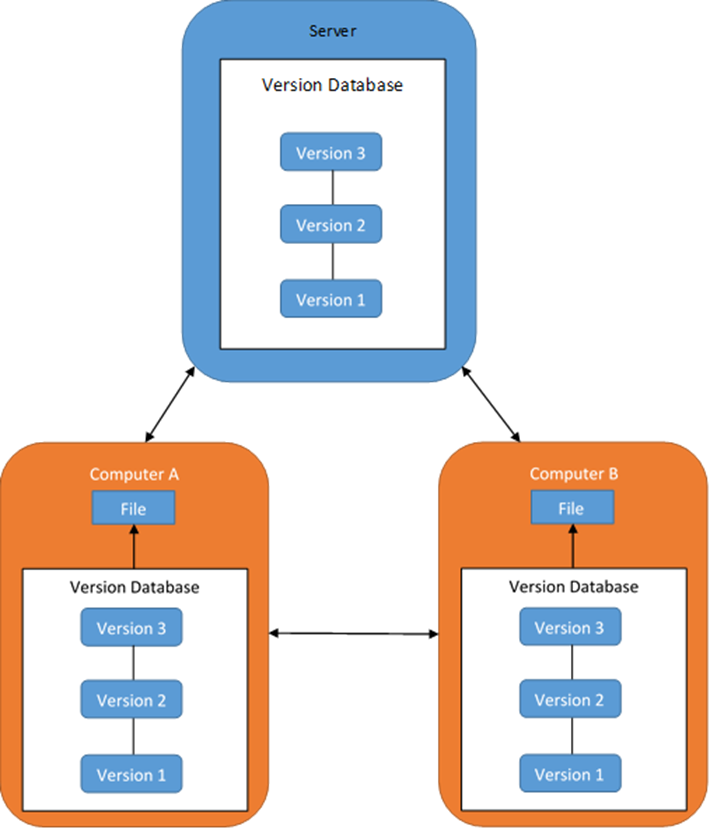 Server
Version Database
Version 3
Version 2
Version 1
Computer A
File
Version Database
Version 3
Version 2
Version 1
Computer B
File
Version Database
Version 3
Version 2
Version 1